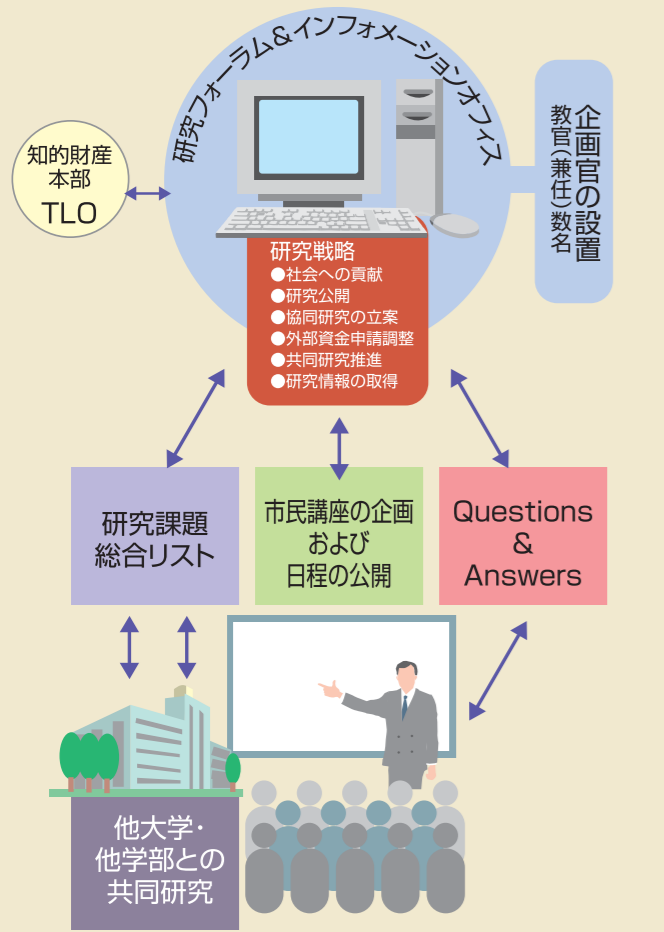 研究フォーラム&インフォメーションオフィス
知的財産
本部
TLO
企画官の設置
教官(兼任)数名
研究戦略
●社会への貢献
●研究公開
●協同研究の立案
●外部資金申請調整
●共同研究推進
●研究情報の取得
研究課題
総合リスト
市民講座の企画
および
日程の公開
Questions
&
Answers
他大学・
他学部との
共同研究